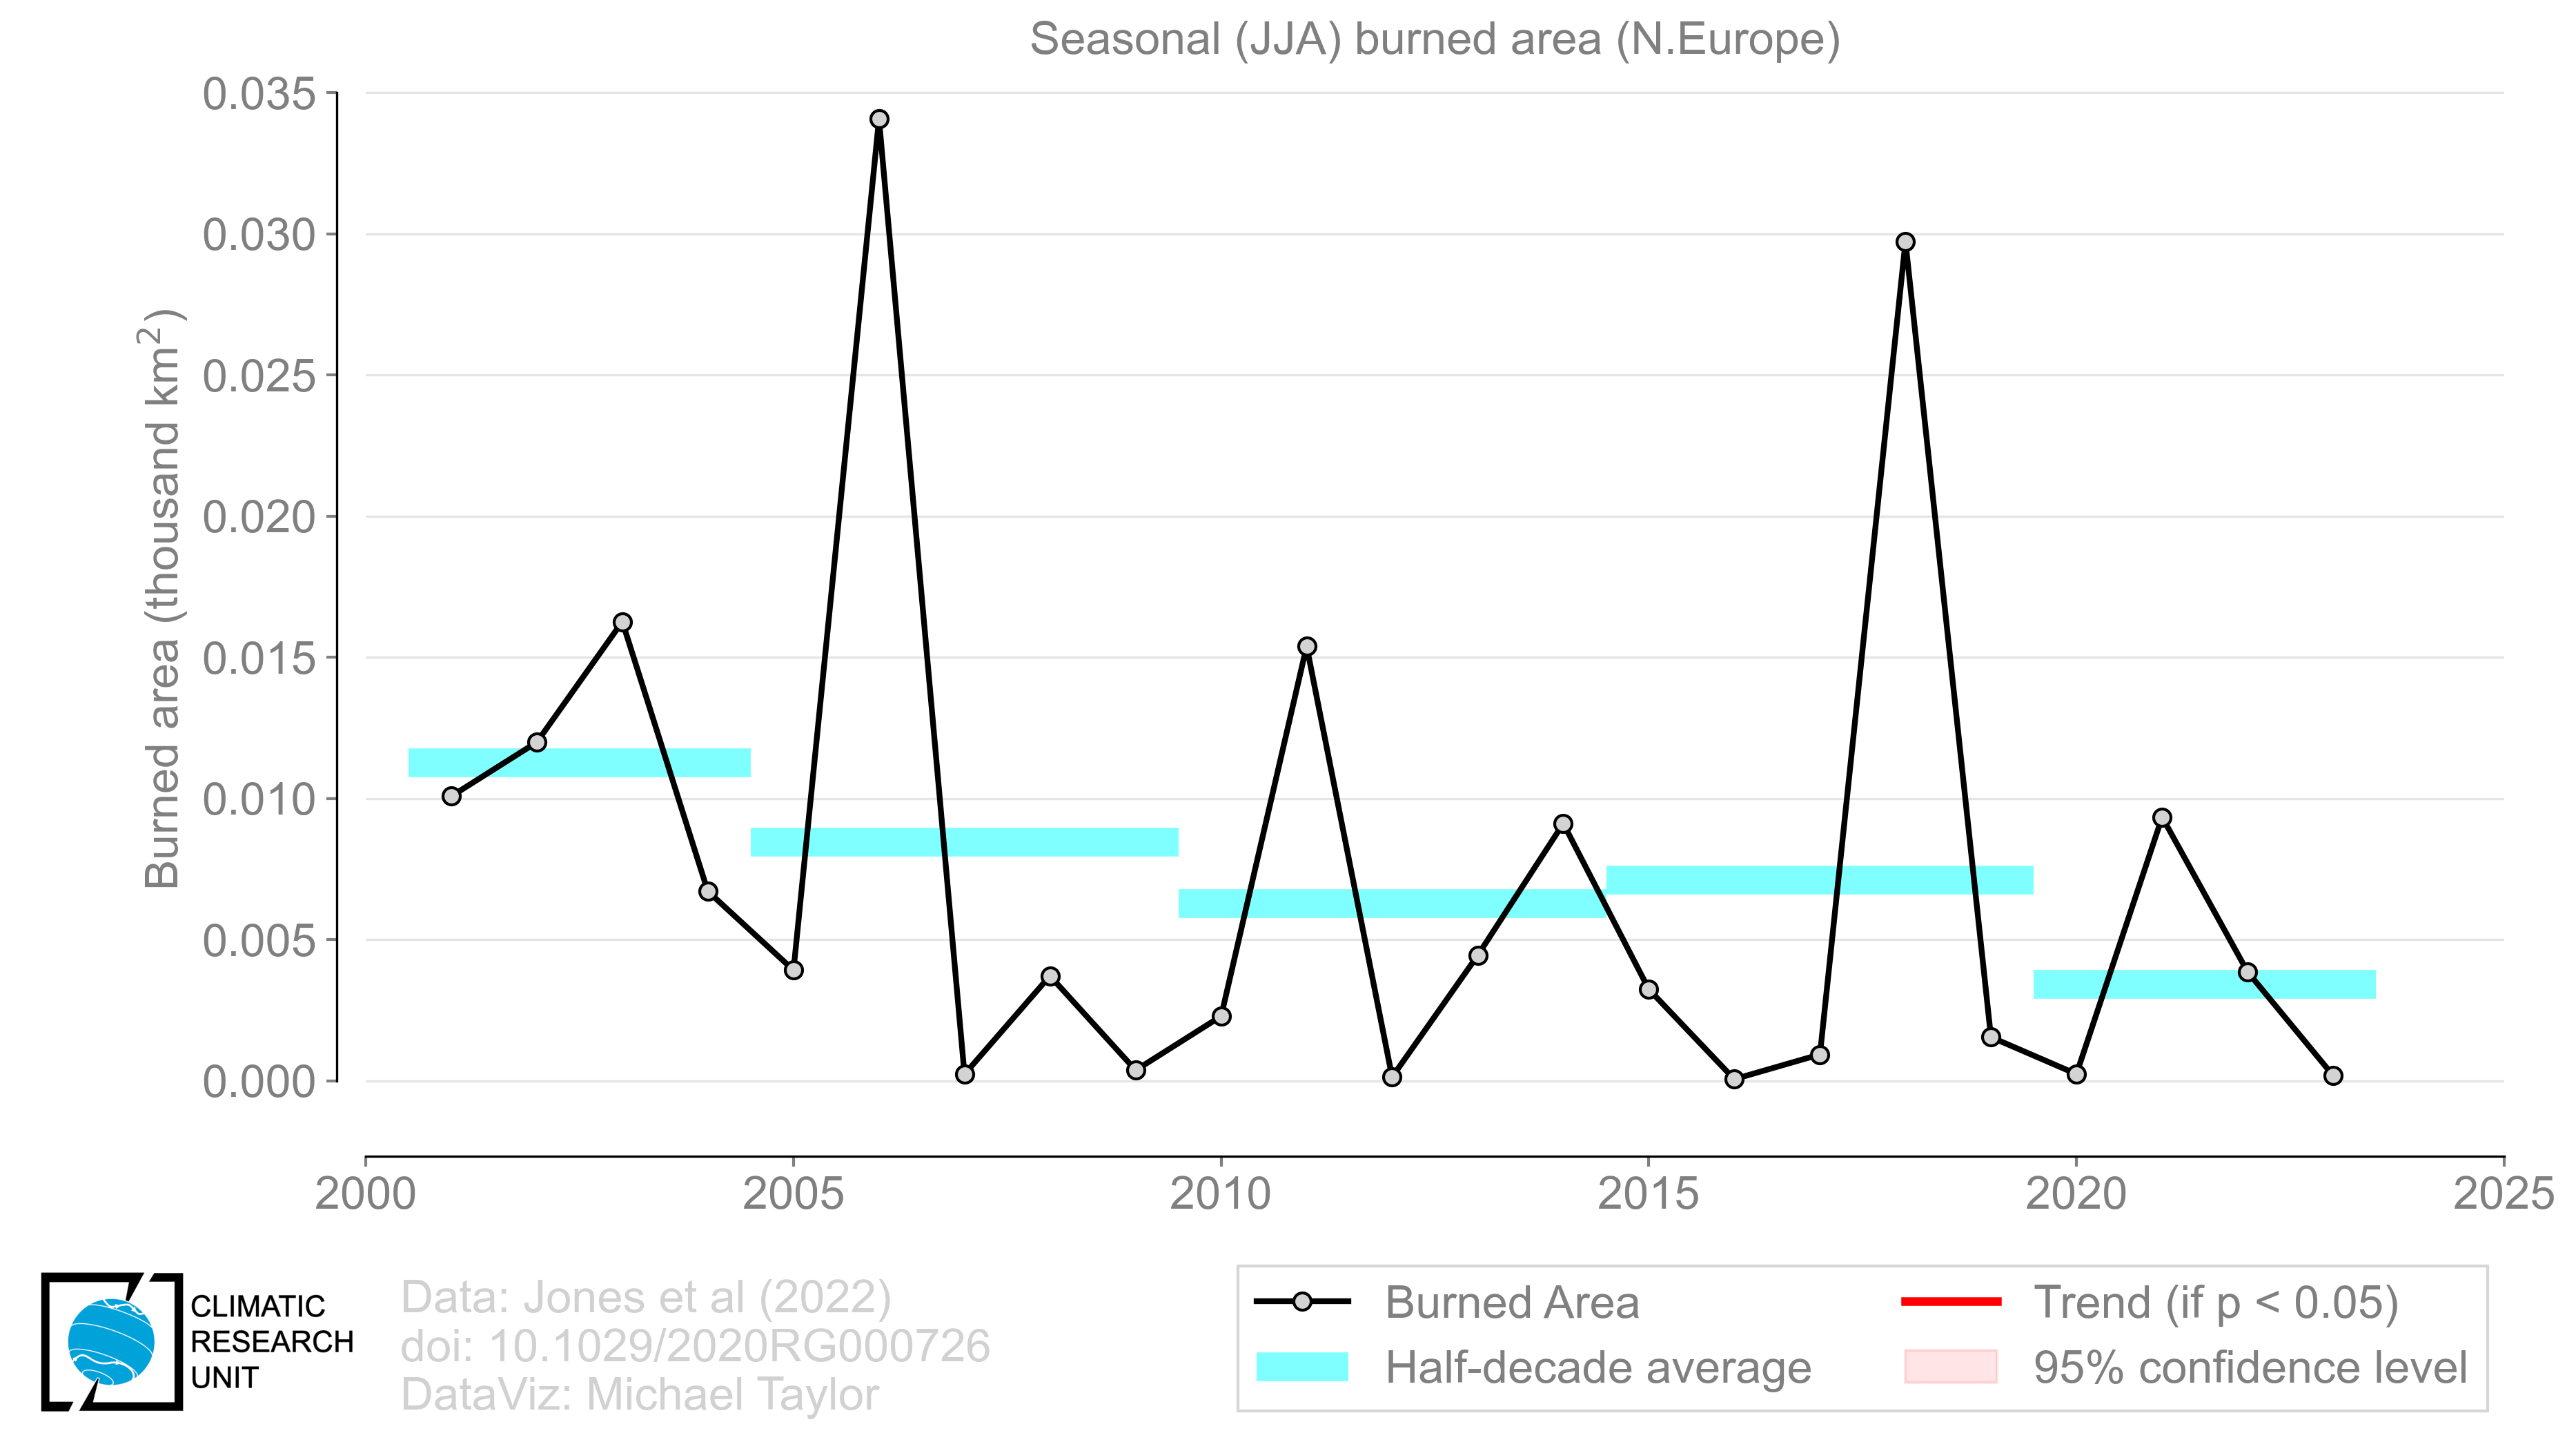 Seasonal (JJA) burned area (N.Europe)
Burned area (thousand km²)
0.035
0.030
0.025
0.020
0.015
0.010
0.005
0.000
2000 2005 2010 2015 2020 2025
CLIMATIC
RESEARCH
UNIT
Data: Jones et al (2022)
doi: 10.1029/2020RG000726
DataViz: Michael Taylor
Burned Area
Half-decade average
Trend (if p < 0.05)
95% confidence level